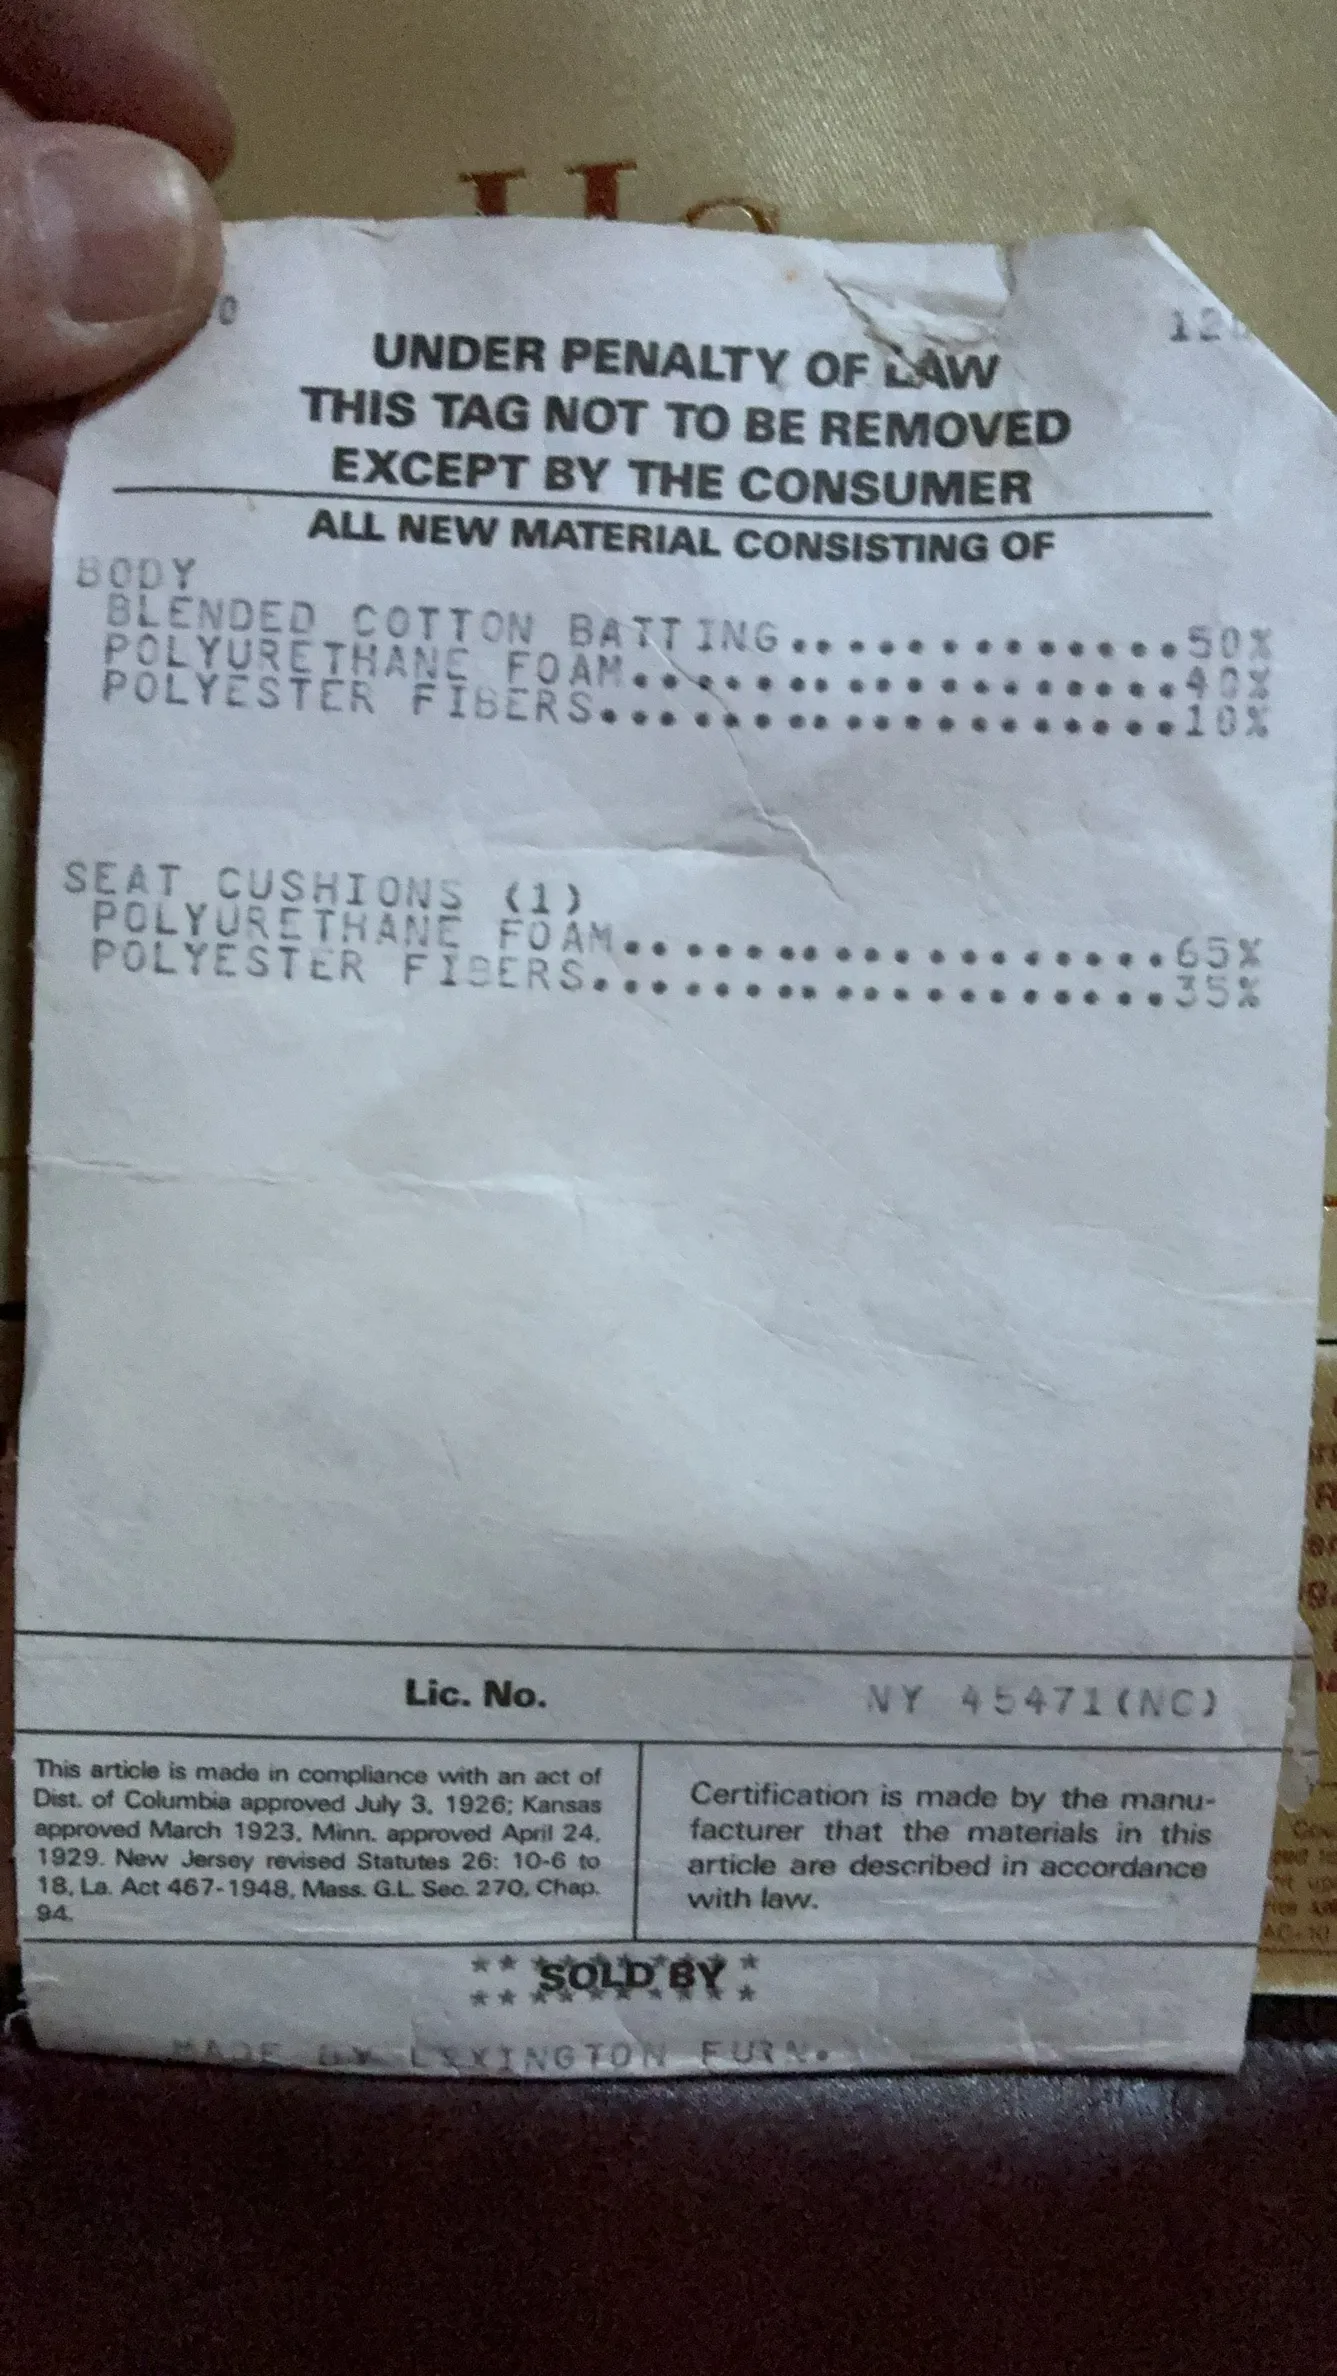 0
UNDER PENALTY OF LAW
THIS TAG NOT TO BE REMOVED
EXCEPT BY THE CONSUMER
ALL NEW MATERIAL CONSISTING OF
BODY
BLENDED COTTON BATTING.............50%
POLYURETHANE FOAM..................40%
POLYESTER FIBERS...................10%
SEAT CUSHIONS (1)
POLYURETHANE FOAM..................65%
POLYESTER FIBERS...................35%
Lic. No. NY 45471(NC)
This article is made in compliance with an act of
Dist. of Columbia approved July 3, 1926; Kansas
approved March 1923, Minn. approved April 24,
1929. New Jersey revised Statutes 26: 10-6 to
18, La. Act 467-1948, Mass. G.L. Sec. 270, Chap.
94.
Certification is made by the manu-
facturer that the materials in this
article are described in accordance
with law.
SOLD BY
MADE BY LEXINGTON FURN.